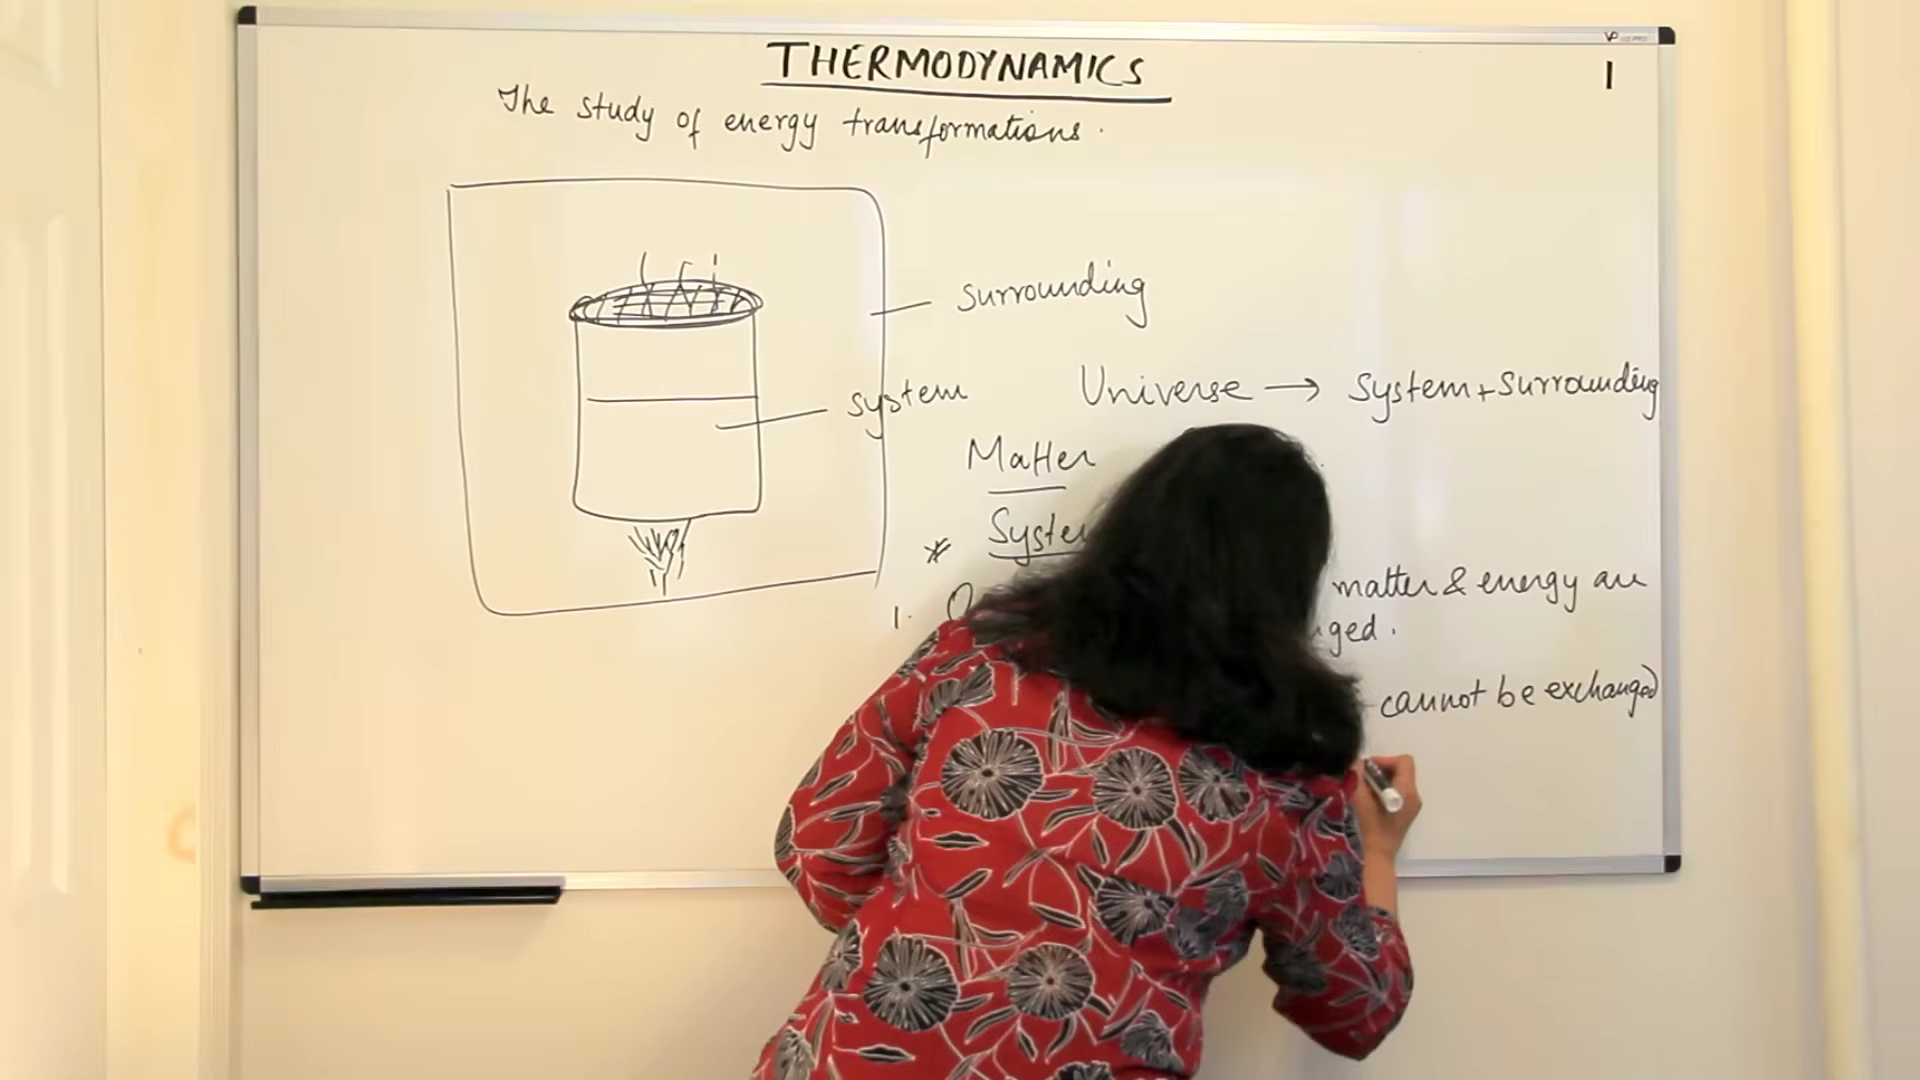 THERMODYNAMICS
1
The study of energy transformations.
surrounding
system
Universe → System + Surrounding
Matter
* System
1.
matter & energy are
cannot be exchanged